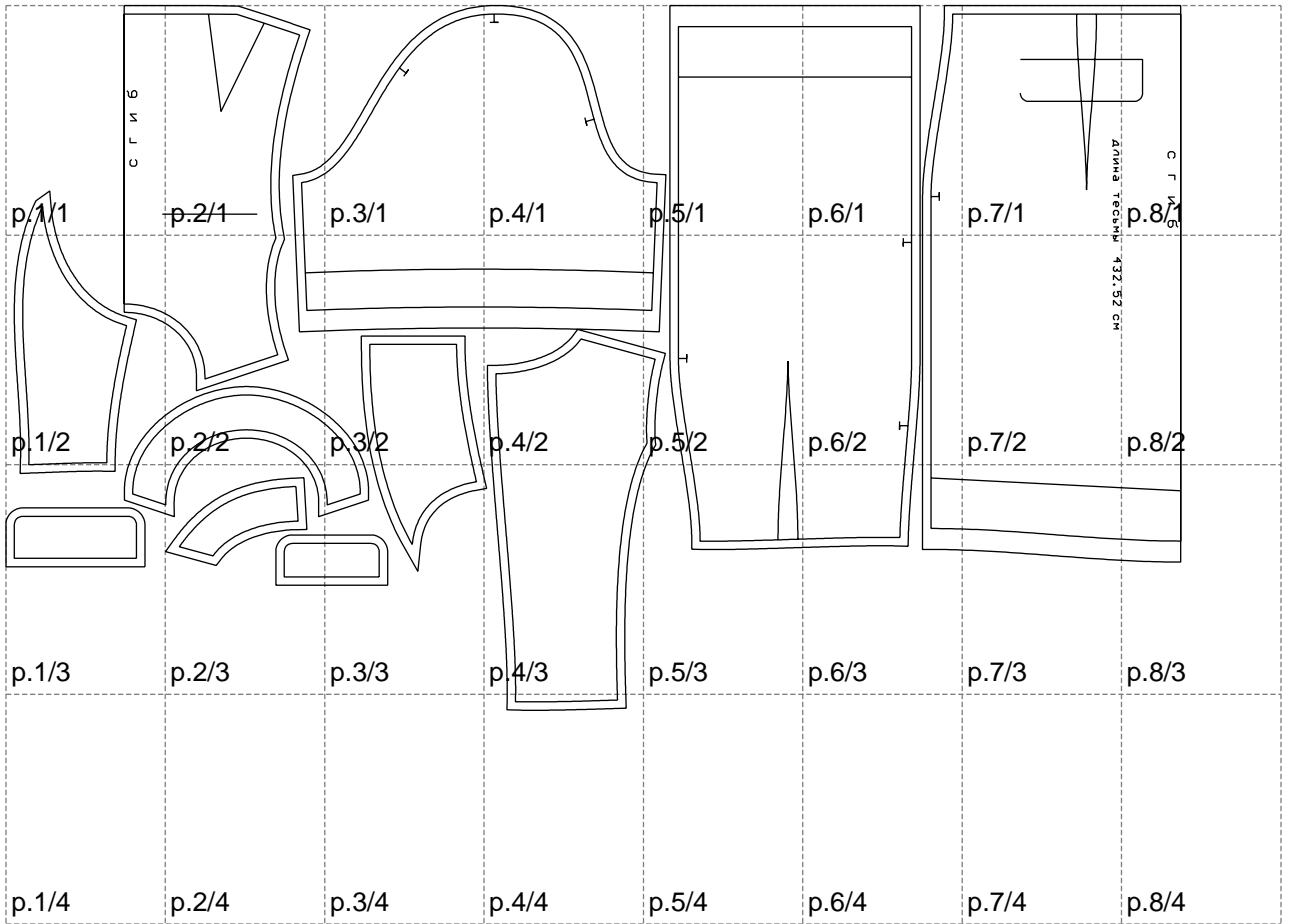 с г и б
с г и б
длина тесьмы 432.52 см
p.1/1 p.2/1 p.3/1 p.4/1 p.5/1 p.6/1 p.7/1 p.8/1
p.1/2 p.2/2 p.3/2 p.4/2 p.5/2 p.6/2 p.7/2 p.8/2
p.1/3 p.2/3 p.3/3 p.4/3 p.5/3 p.6/3 p.7/3 p.8/3
p.1/4 p.2/4 p.3/4 p.4/4 p.5/4 p.6/4 p.7/4 p.8/4